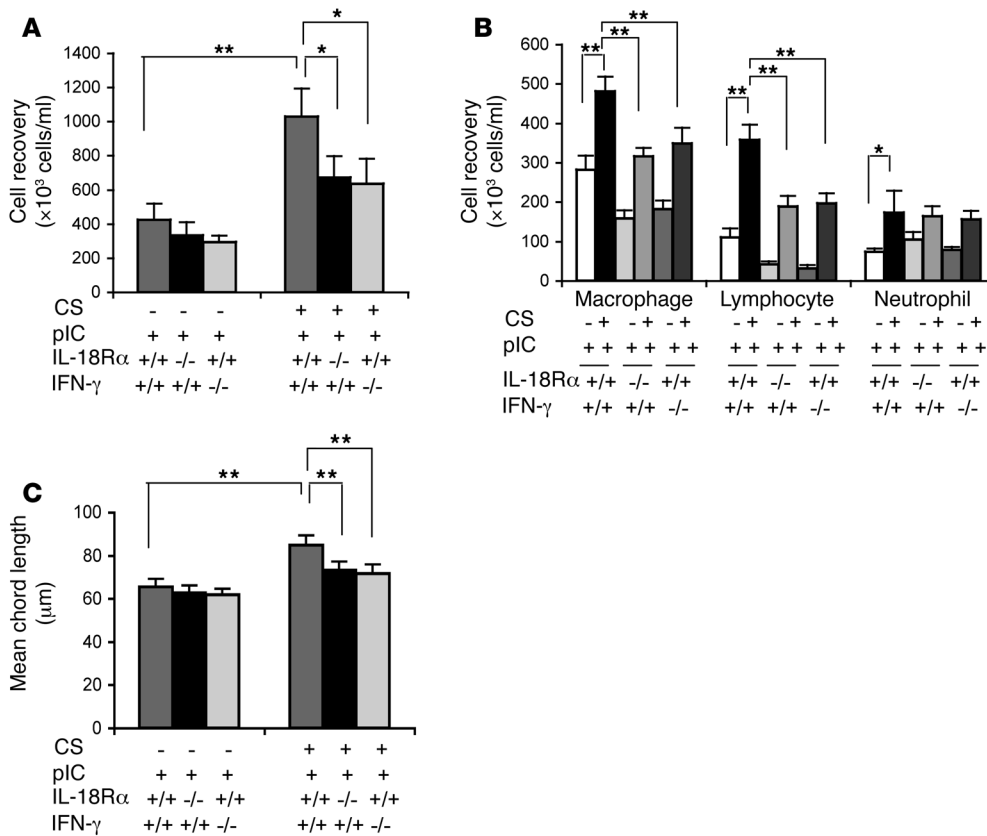 A
Cell recovery
(×10³ cells/ml)
1400
1200
1000
800
600
400
200
0
**
*
*
CS - - - + + +
pIC + + + + + +
IL-18Rα +/+ -/- +/+ +/+ -/- +/+
IFN-γ +/+ +/+ -/- +/+ +/+ -/-
B
Cell recovery
(×10³ cells/ml)
600
500
400
300
200
100
0
**
**
**
**
**
**
*
Macrophage Lymphocyte Neutrophil
CS - + - + - + - + - + - + - + - + - +
pIC + + + + + + + + + + + + + + + + + +
IL-18Rα +/+ -/- +/+ +/+ -/- +/+ +/+ -/- +/+
IFN-γ +/+ +/+ -/- +/+ +/+ -/- +/+ +/+ -/-
C
Mean chord length
(μm)
100
80
60
40
20
0
**
**
**
CS - - - + + +
pIC + + + + + +
IL-18Rα +/+ -/- +/+ +/+ -/- +/+
IFN-γ +/+ +/+ -/- +/+ +/+ -/-